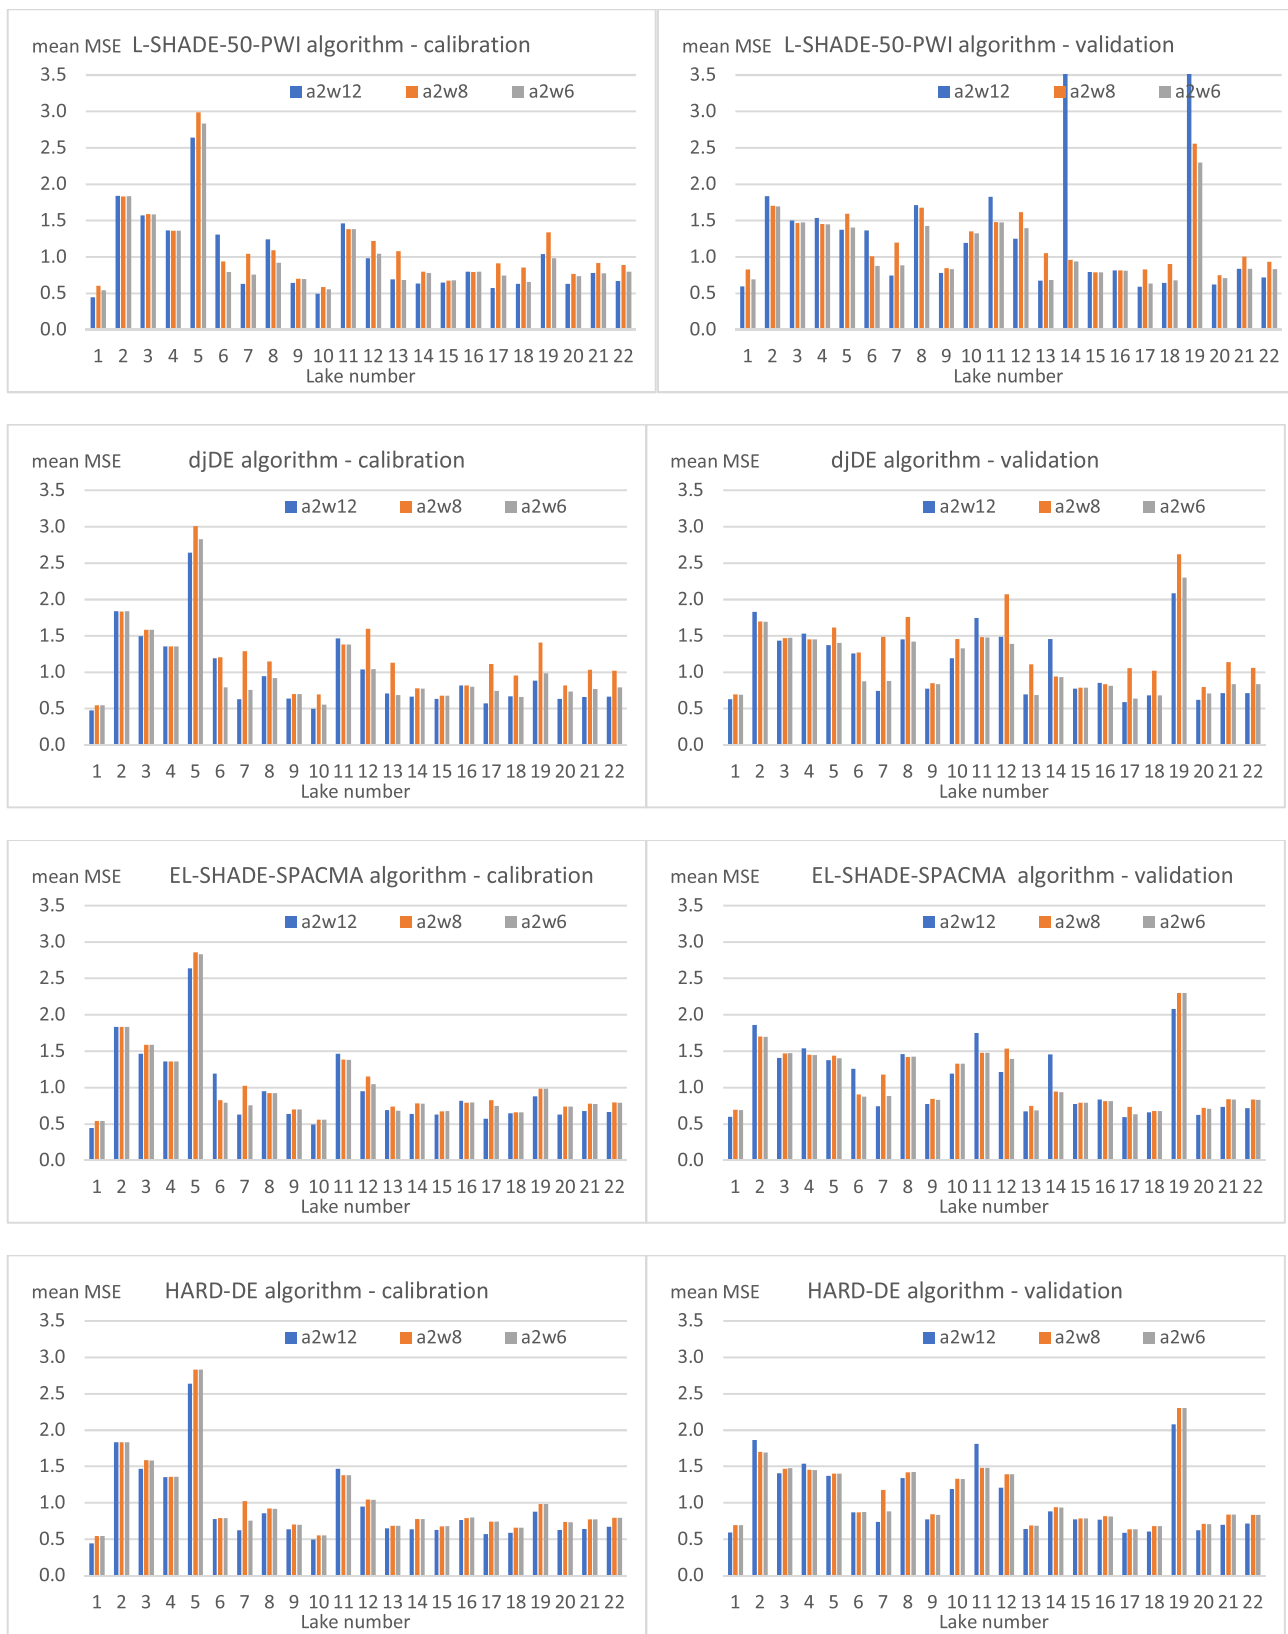 mean MSE L-SHADE-50-PWI algorithm - calibration
a2w12 a2w8 a2w6
3.5
3.0
2.5
2.0
1.5
1.0
0.5
0.0
1 2 3 4 5 6 7 8 9 10 11 12 13 14 15 16 17 18 19 20 21 22
Lake number
mean MSE L-SHADE-50-PWI algorithm - validation
a2w12 a2w8 a2w6
3.5
3.0
2.5
2.0
1.5
1.0
0.5
0.0
1 2 3 4 5 6 7 8 9 10 11 12 13 14 15 16 17 18 19 20 21 22
Lake number
mean MSE djDE algorithm - calibration
a2w12 a2w8 a2w6
3.5
3.0
2.5
2.0
1.5
1.0
0.5
0.0
1 2 3 4 5 6 7 8 9 10 11 12 13 14 15 16 17 18 19 20 21 22
Lake number
mean MSE djDE algorithm - validation
a2w12 a2w8 a2w6
3.5
3.0
2.5
2.0
1.5
1.0
0.5
0.0
1 2 3 4 5 6 7 8 9 10 11 12 13 14 15 16 17 18 19 20 21 22
Lake number
mean MSE EL-SHADE-SPACMA algorithm - calibration
a2w12 a2w8 a2w6
3.5
3.0
2.5
2.0
1.5
1.0
0.5
0.0
1 2 3 4 5 6 7 8 9 10 11 12 13 14 15 16 17 18 19 20 21 22
Lake number
mean MSE EL-SHADE-SPACMA algorithm - validation
a2w12 a2w8 a2w6
3.5
3.0
2.5
2.0
1.5
1.0
0.5
0.0
1 2 3 4 5 6 7 8 9 10 11 12 13 14 15 16 17 18 19 20 21 22
Lake number
mean MSE HARD-DE algorithm - calibration
a2w12 a2w8 a2w6
3.5
3.0
2.5
2.0
1.5
1.0
0.5
0.0
1 2 3 4 5 6 7 8 9 10 11 12 13 14 15 16 17 18 19 20 21 22
Lake number
mean MSE HARD-DE algorithm - validation
a2w12 a2w8 a2w6
3.5
3.0
2.5
2.0
1.5
1.0
0.5
0.0
1 2 3 4 5 6 7 8 9 10 11 12 13 14 15 16 17 18 19 20 21 22
Lake number